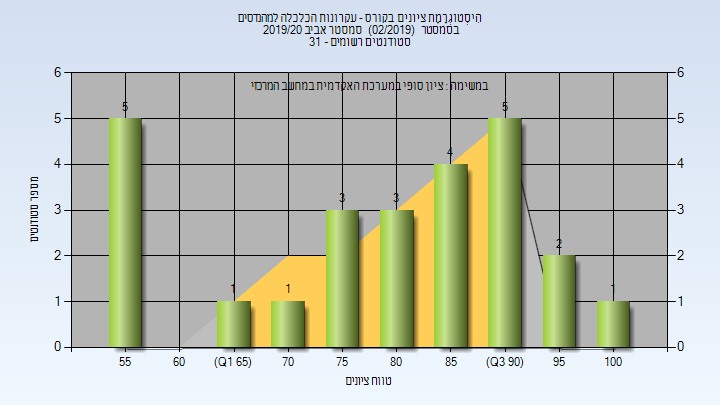 היסטוגרמת ציונים בקורס - עקרונות הכלכלה למהנדסים
בסמסטר (02/2019) סמסטר אביב 2019/20
סטודנטים רשומים - 31
במשימה : ציון סופי במערכת האקדמית במחשב המרכזי
מספר סטודנטים
6 6
5 5
4 4
3 3
2 2
1 1
0 0
5 1 1 3 3 4 5 2 1
55 60 (Q1 65) 70 75 80 85 (Q3 90) 95 100
טווח ציונים